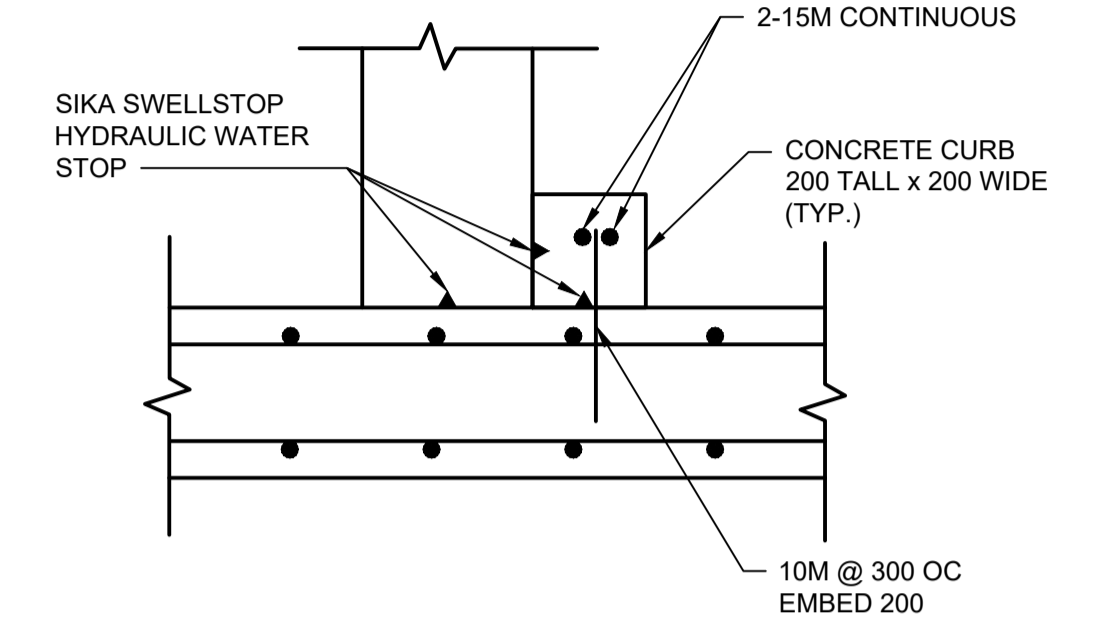 2-15M CONTINUOUS
SIKA SWELLSTOP
HYDRAULIC WATER
STOP
CONCRETE CURB
200 TALL x 200 WIDE
(TYP.)
10M @ 300 OC
EMBED 200